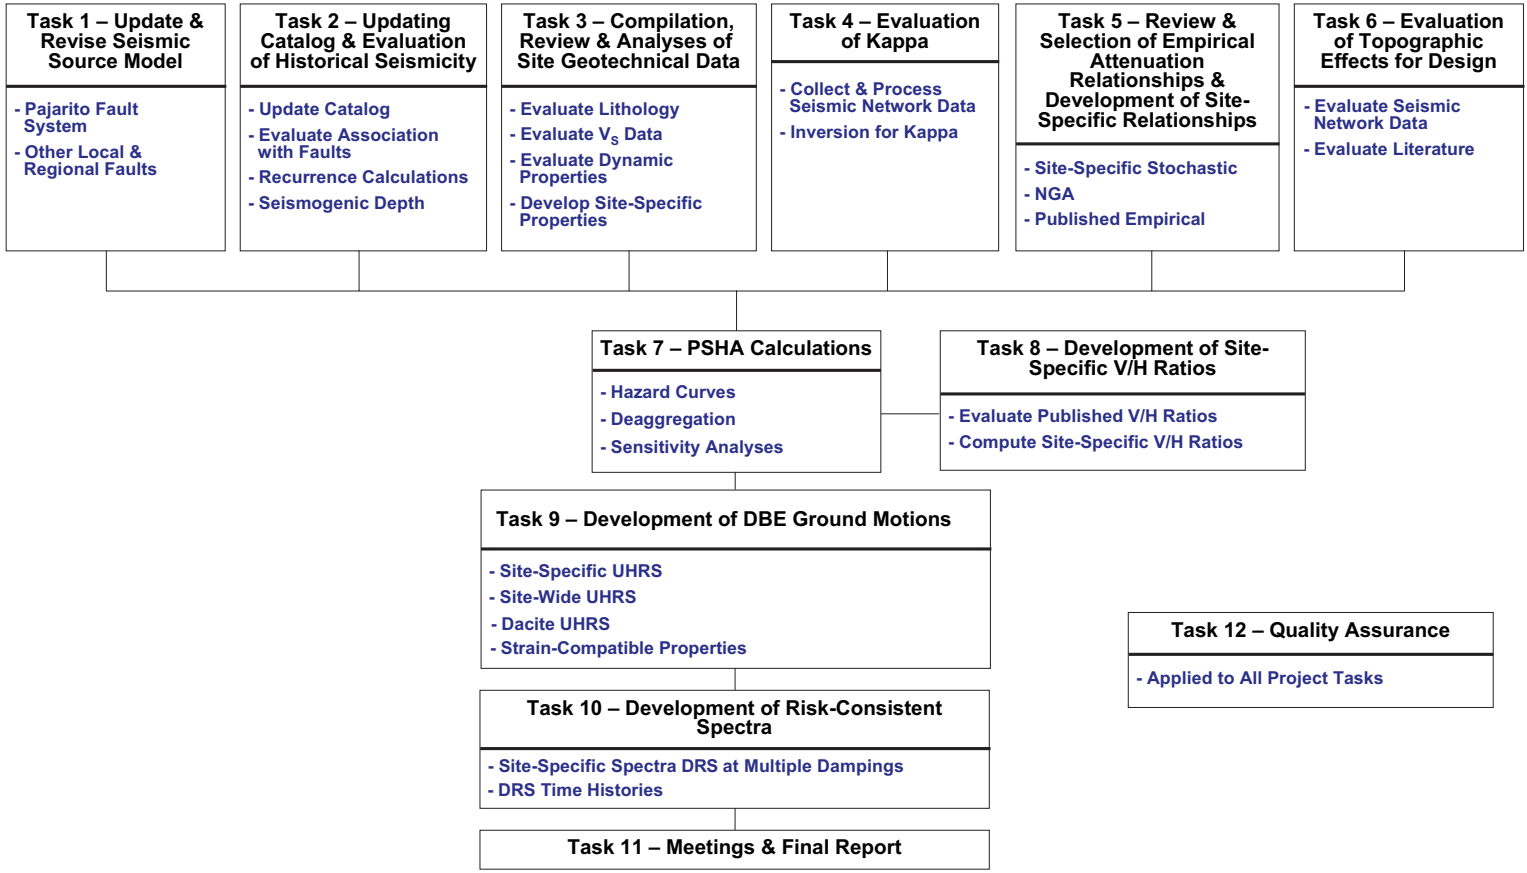 Task 1 – Update &
Revise Seismic
Source Model
- Pajarito Fault
System
- Other Local &
Regional Faults
Task 2 – Updating
Catalog & Evaluation
of Historical Seismicity
- Update Catalog
- Evaluate Association
with Faults
- Recurrence Calculations
- Seismogenic Depth
Task 3 – Compilation,
Review & Analyses of
Site Geotechnical Data
- Evaluate Lithology
- Evaluate VS Data
- Evaluate Dynamic
Properties
- Develop Site-Specific
Properties
Task 4 – Evaluation
of Kappa
- Collect & Process
Seismic Network Data
- Inversion for Kappa
Task 5 – Review &
Selection of Empirical
Attenuation
Relationships &
Development of Site-
Specific Relationships
- Site-Specific Stochastic
- NGA
- Published Empirical
Task 6 – Evaluation
of Topographic
Effects for Design
- Evaluate Seismic
Network Data
- Evaluate Literature
Task 7 – PSHA Calculations
- Hazard Curves
- Deaggregation
- Sensitivity Analyses
Task 8 – Development of Site-
Specific V/H Ratios
- Evaluate Published V/H Ratios
- Compute Site-Specific V/H Ratios
Task 9 – Development of DBE Ground Motions
- Site-Specific UHRS
- Site-Wide UHRS
- Dacite UHRS
- Strain-Compatible Properties
Task 10 – Development of Risk-Consistent
Spectra
- Site-Specific Spectra DRS at Multiple Dampings
- DRS Time Histories
Task 11 – Meetings & Final Report
Task 12 – Quality Assurance
- Applied to All Project Tasks